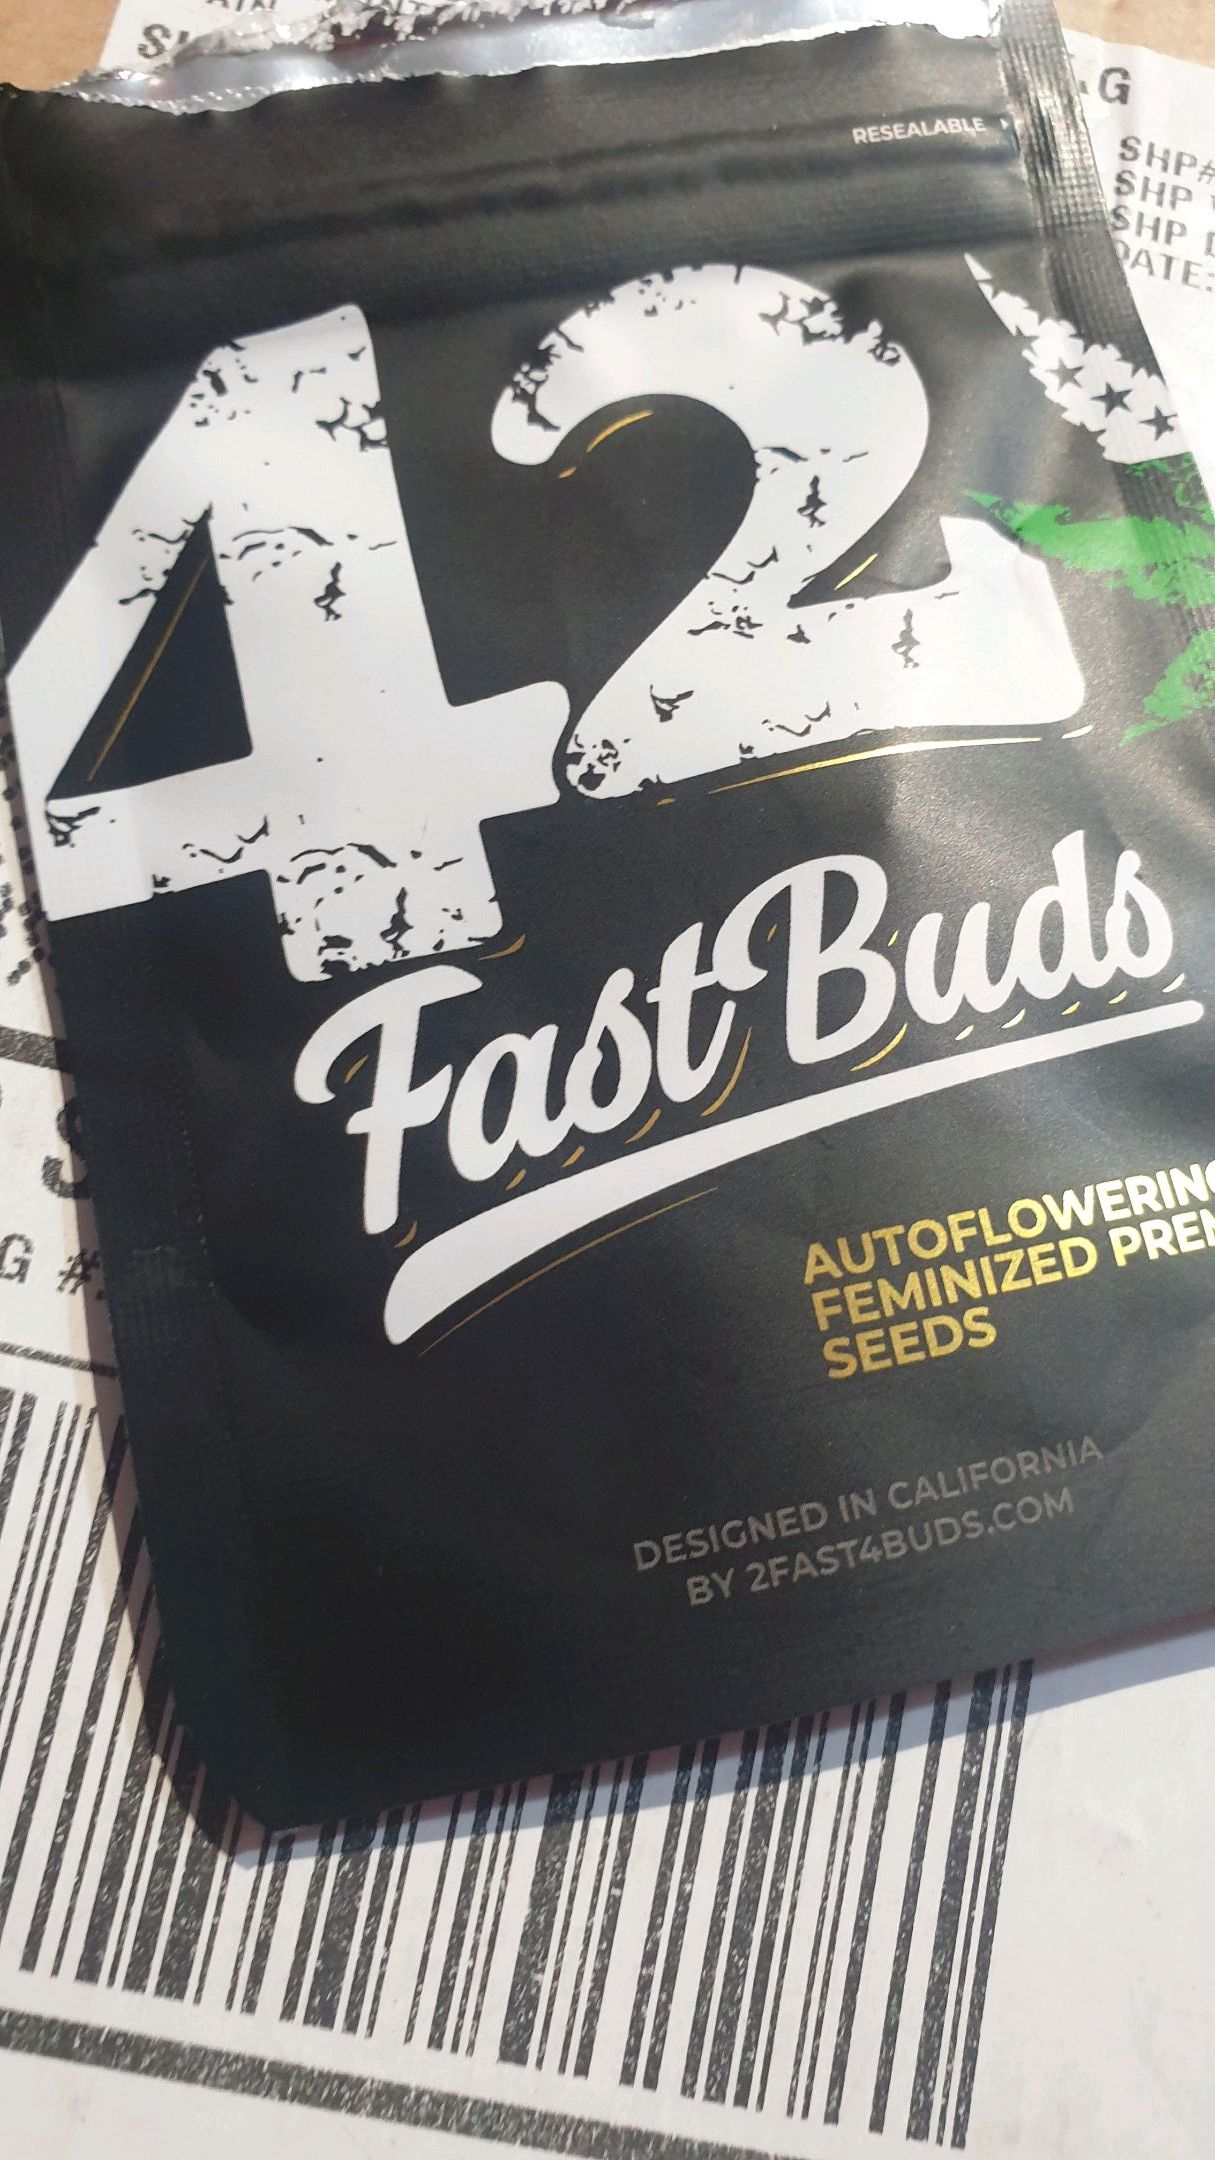 RESEALABLE
42
Fast Buds
AUTOFLOWERING
FEMINIZED
SEEDS
DESIGNED IN CALIFORNIA
BY 2FAST4BUDS.COM
SHP#
SHP
SHP
DATE: